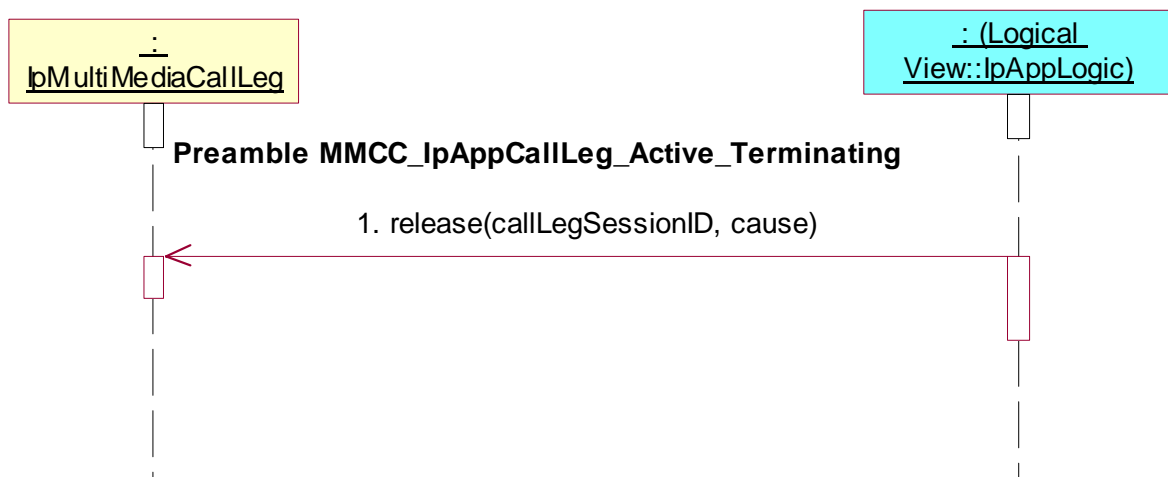 :
IpMultiMediaCallLeg
: (Logical
View::IpAppLogic)
Preamble MMCC_IpAppCallLeg_Active_Terminating
1. release(callLegSessionID, cause)